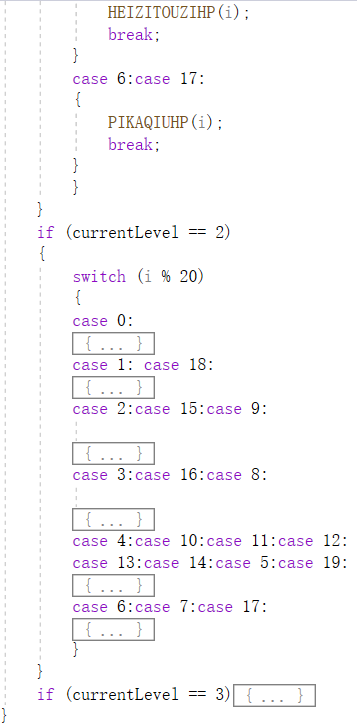 HEIZITOUZIHP(i);
break;
}
case 6:case 17:
{
PIKAQIUHP(i);
break;
}
}
}
if (currentLevel == 2)
{
switch (i % 20)
{
case 0:
{ ... }
case 1: case 18:
{ ... }
case 2:case 15:case 9:
{ ... }
case 3:case 16:case 8:
{ ... }
case 4:case 10:case 11:case 12:
case 13:case 14:case 5:case 19:
{ ... }
case 6:case 7:case 17:
{ ... }
}
}
if (currentLevel == 3){ ... }
}